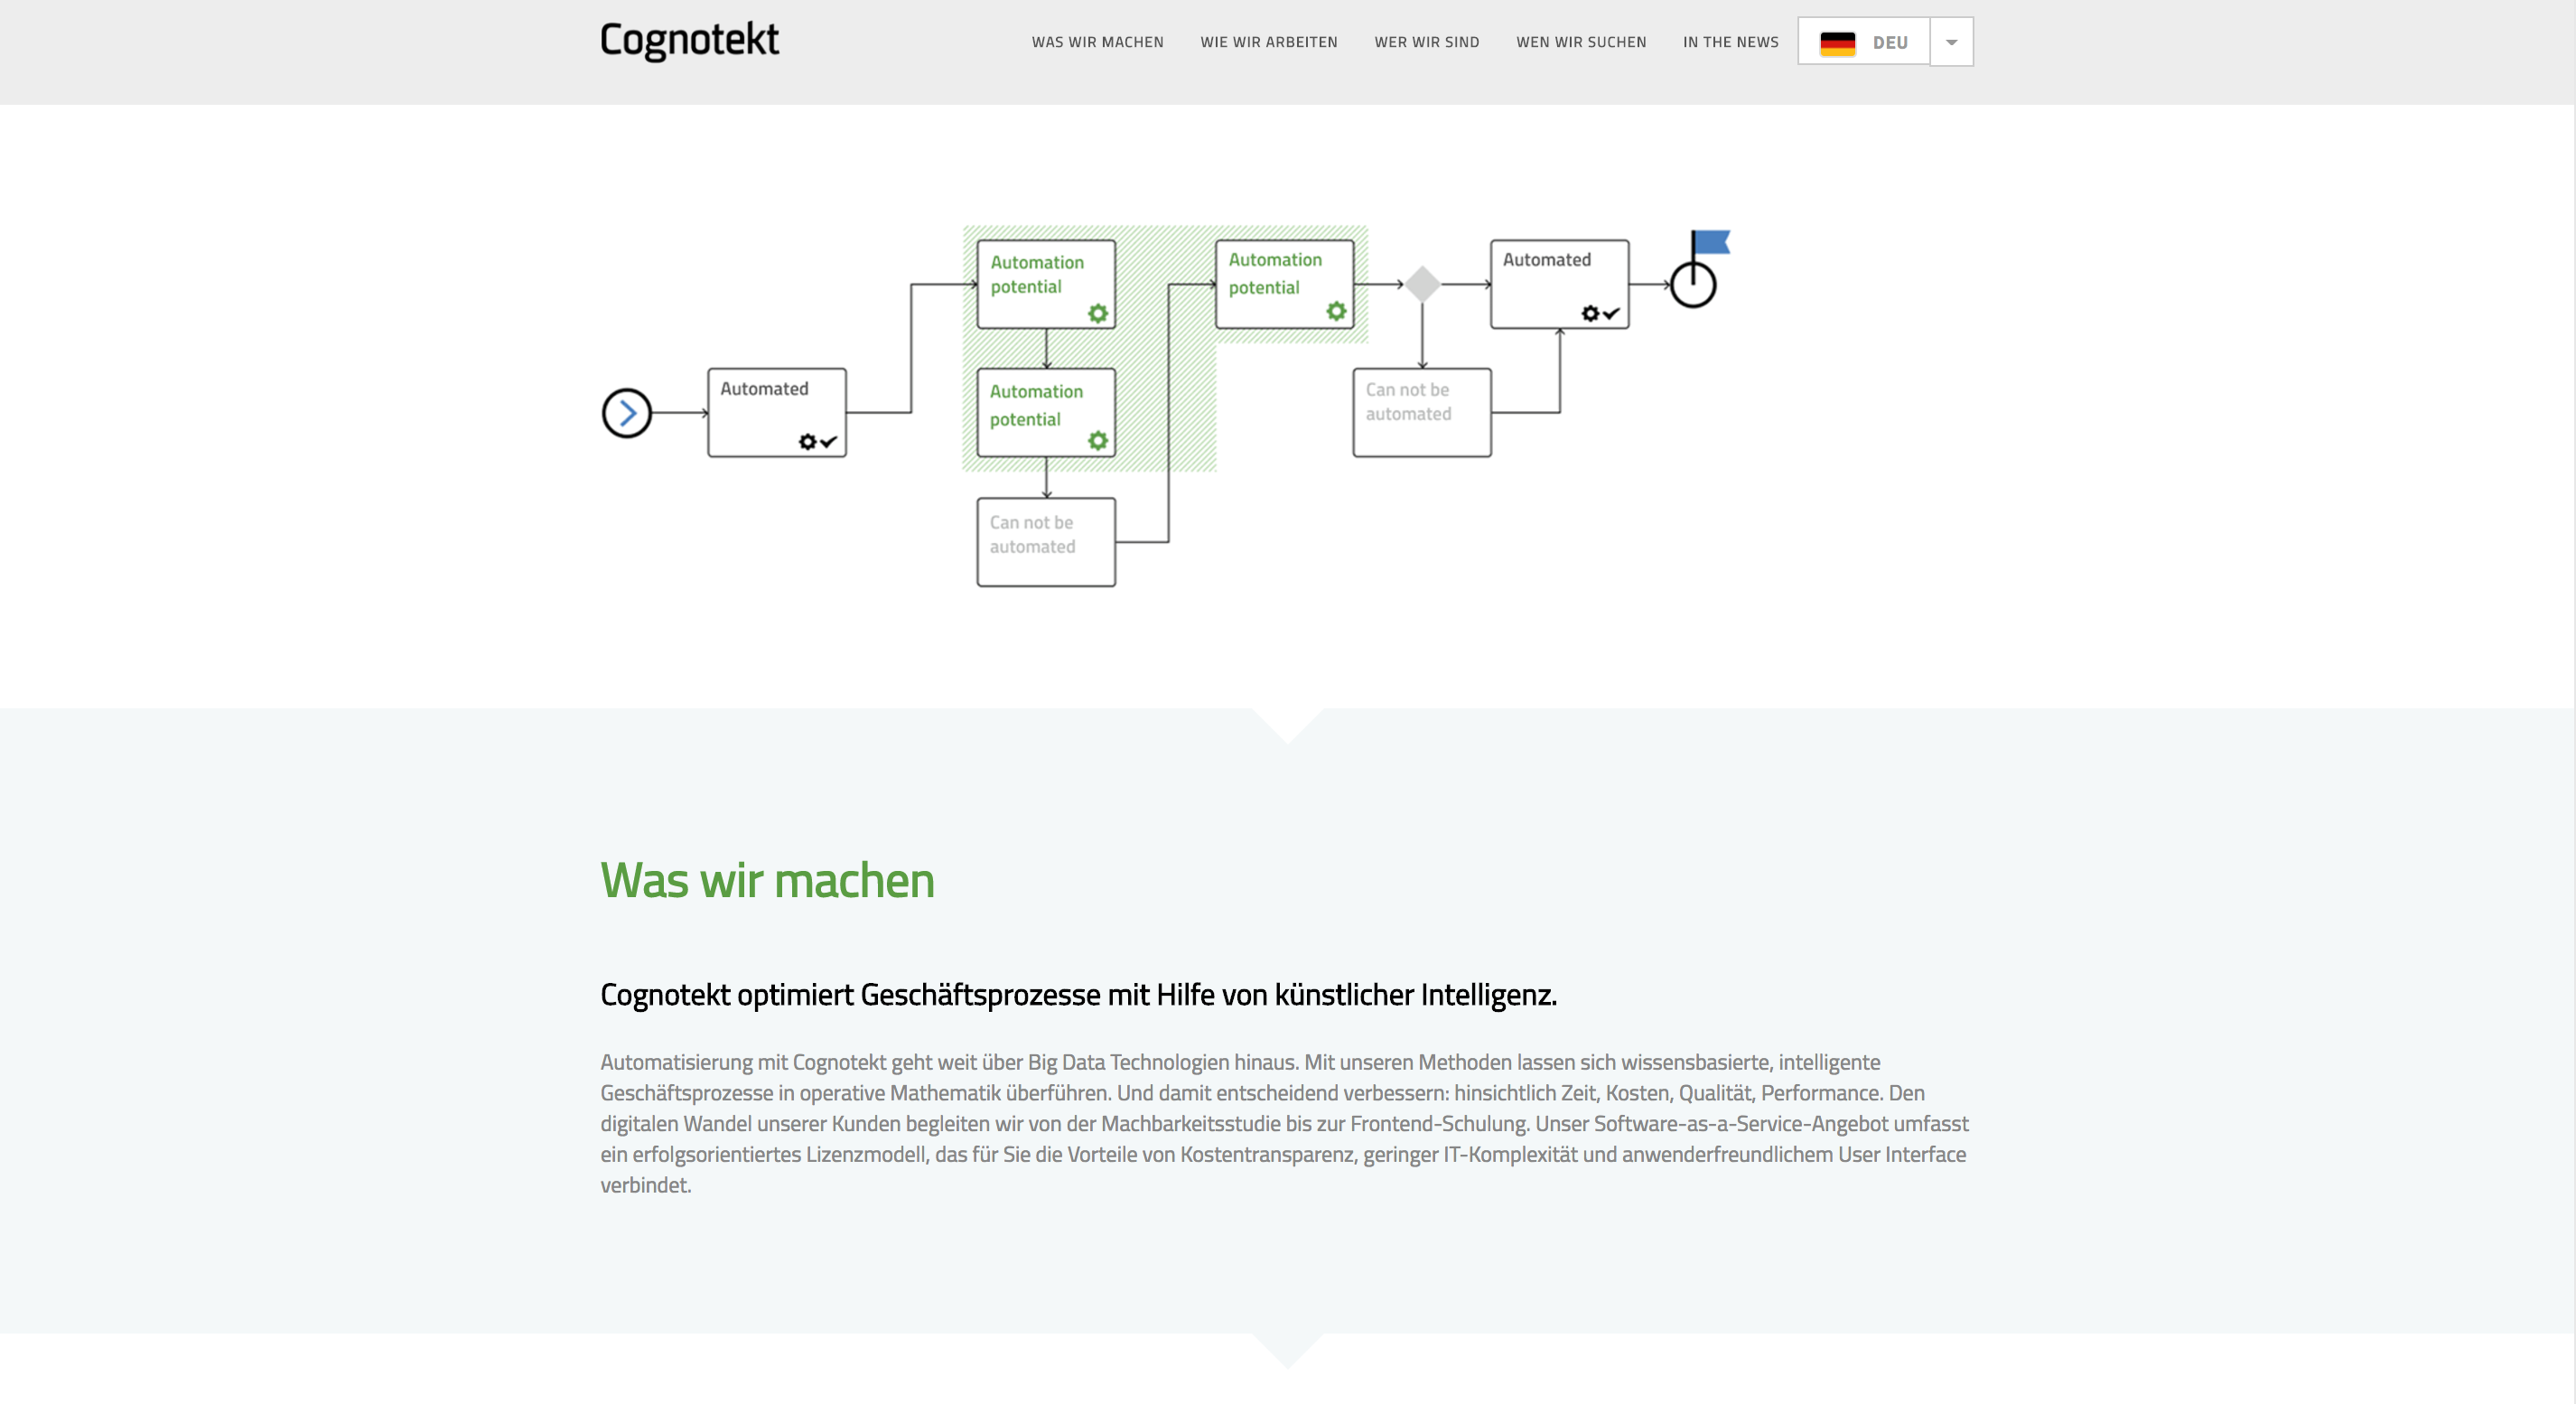 Cognotekt
WAS WIR MACHEN
WIE WIR ARBEITEN
WER WIR SIND
WEN WIR SUCHEN
IN THE NEWS
DEU
Automated
Automation
potential
Automation
potential
Can not be
automated
Automation
potential
Can not be
automated
Automated
Was wir machen
Cognotekt optimiert Geschäftsprozesse mit Hilfe von künstlicher Intelligenz.
Automatisierung mit Cognotekt geht weit über Big Data Technologien hinaus. Mit unseren Methoden lassen sich wissensbasierte, intelligente
Geschäftsprozesse in operative Mathematik überführen. Und damit entscheidend verbessern: hinsichtlich Zeit, Kosten, Qualität, Performance. Den
digitalen Wandel unserer Kunden begleiten wir von der Machbarkeitsstudie bis zur Frontend-Schulung. Unser Software-as-a-Service-Angebot umfasst
ein erfolgsorientiertes Lizenzmodell, das für Sie die Vorteile von Kostentransparenz, geringer IT-Komplexität und anwenderfreundlichem User Interface
verbindet.